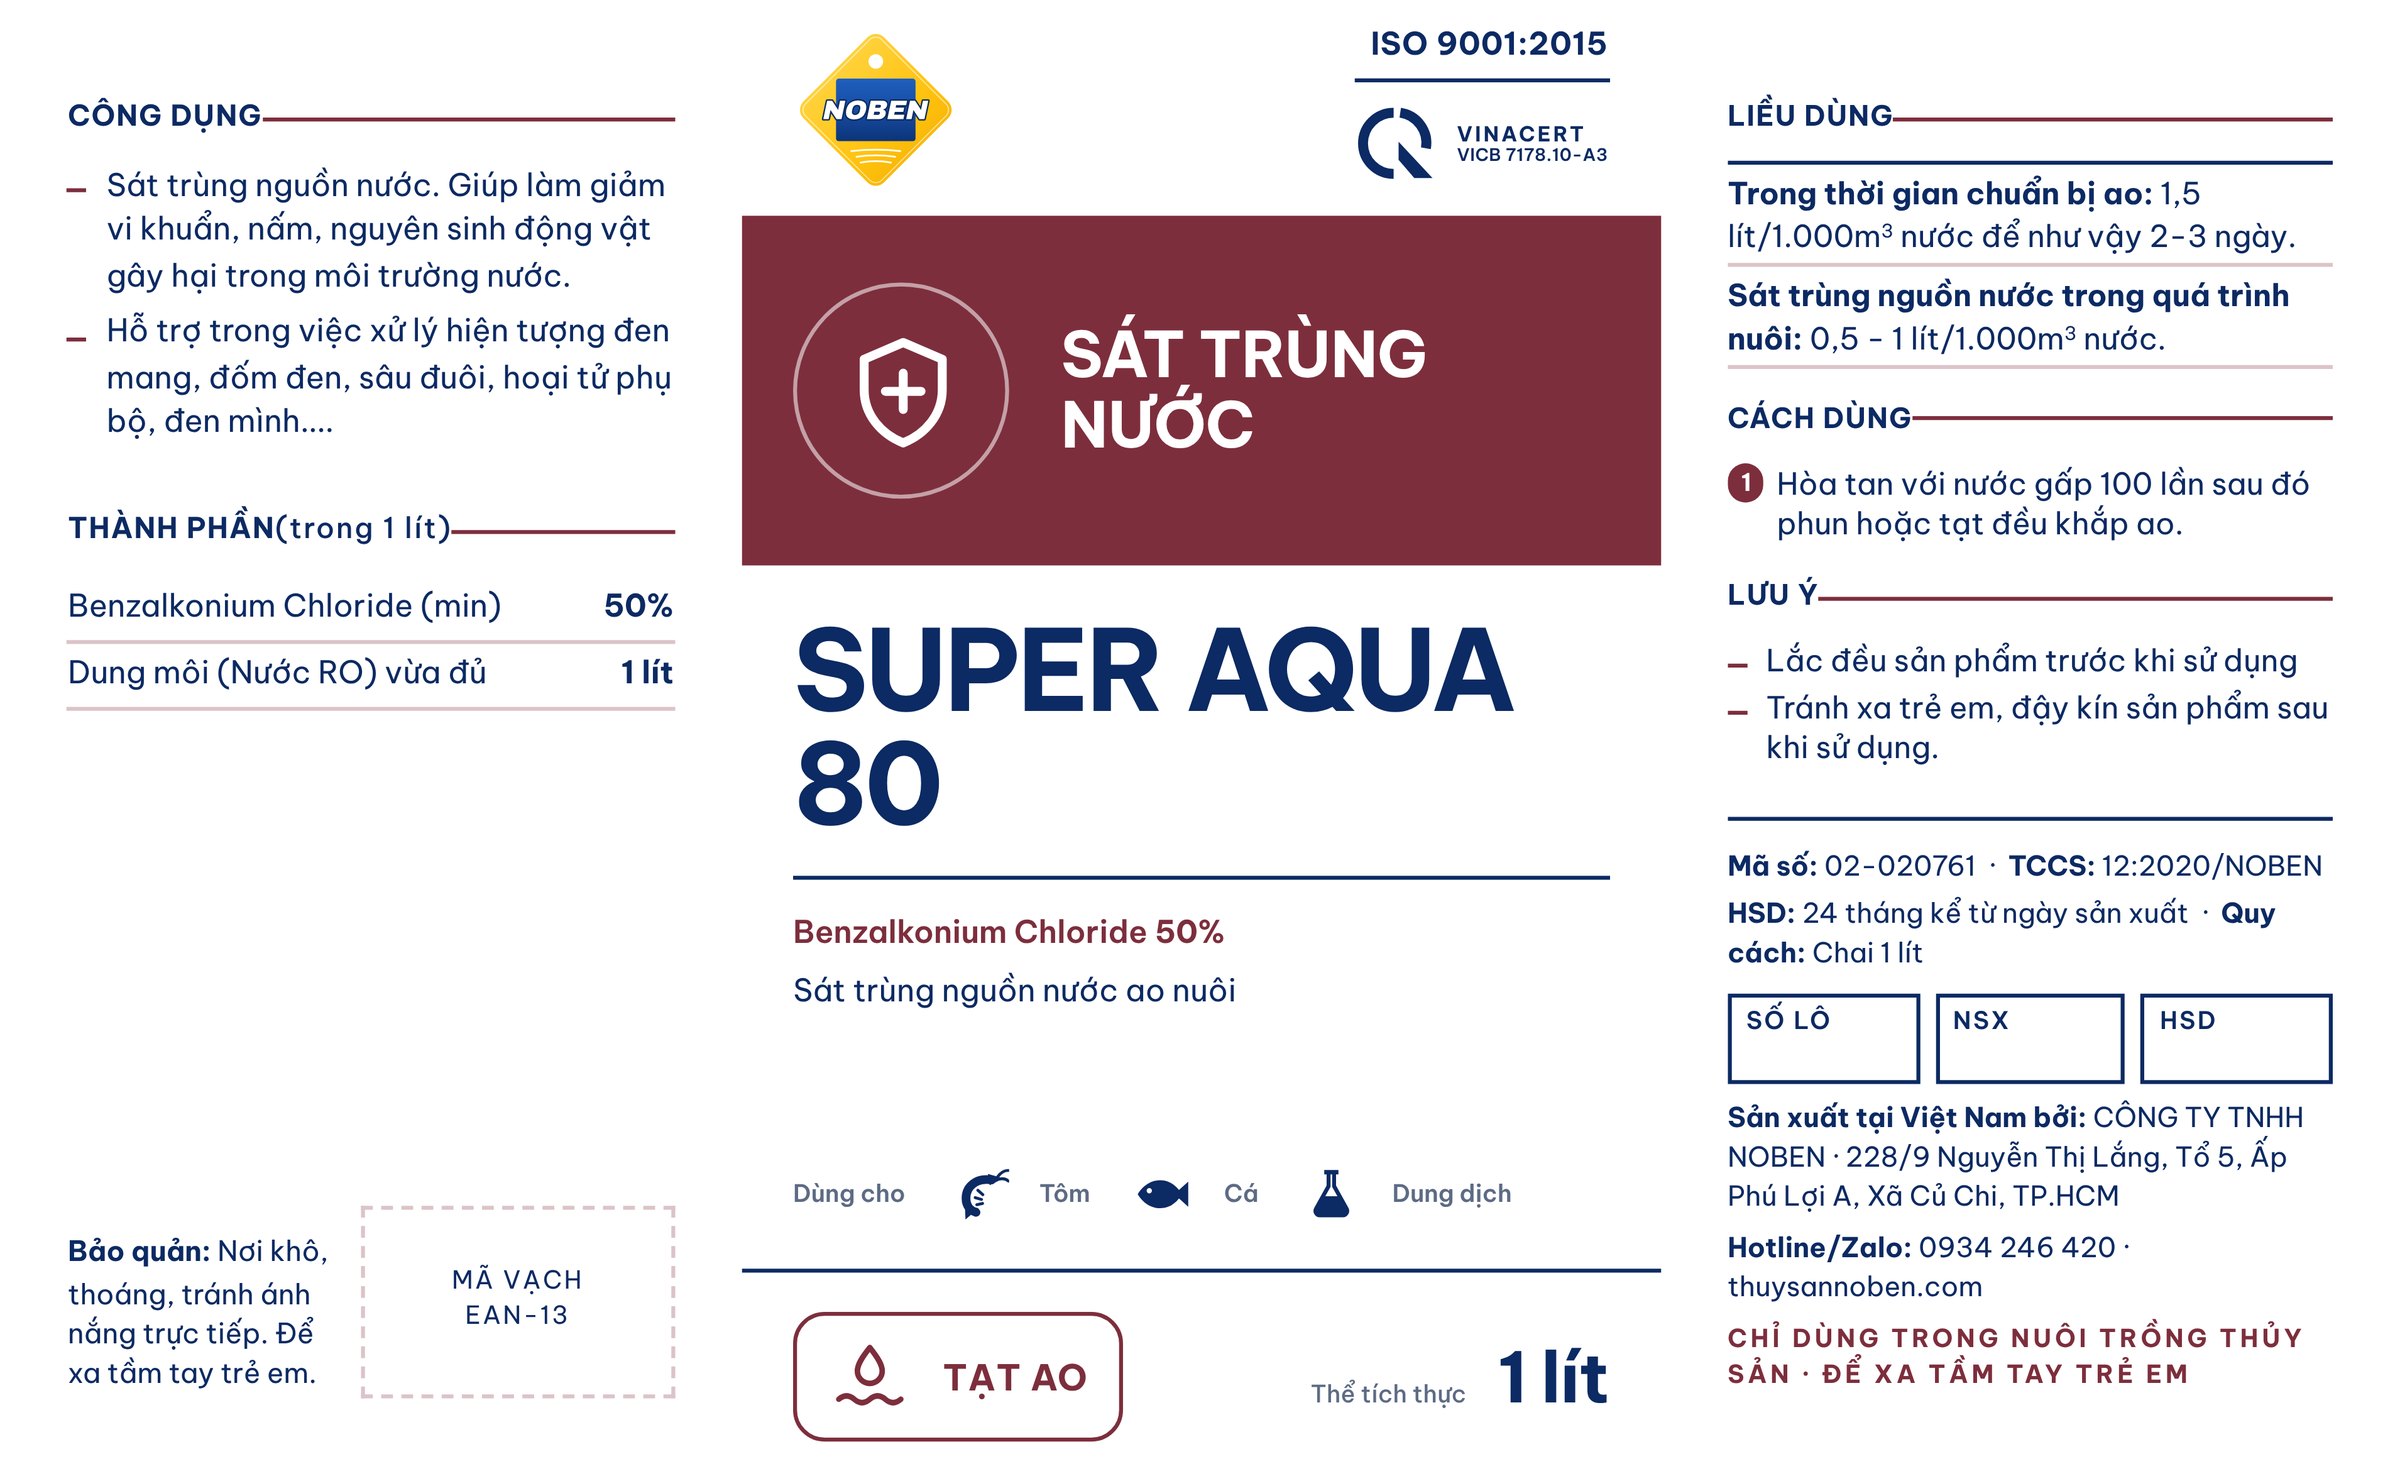 CÔNG DỤNG
– Sát trùng nguồn nước. Giúp làm giảm
vi khuẩn, nấm, nguyên sinh động vật
gây hại trong môi trường nước.
– Hỗ trợ trong việc xử lý hiện tượng đen
mang, đốm đen, sâu đuôi, hoại tử phụ
bộ, đen mình....
THÀNH PHẦN(trong 1 lít)
Benzalkonium Chloride (min) 50%
Dung môi (Nước RO) vừa đủ 1 lít
Bảo quản: Nơi khô,
thoáng, tránh ánh
nắng trực tiếp. Để
xa tầm tay trẻ em.
MÃ VẠCH
EAN-13
NOBEN
ISO 9001:2015
VINACERT
VICB 7178.10-A3
SÁT TRÙNG
NƯỚC
SUPER AQUA
80
Benzalkonium Chloride 50%
Sát trùng nguồn nước ao nuôi
Dùng cho Tôm Cá Dung dịch
TẠT AO
Thể tích thực 1 lít
LIỀU DÙNG
Trong thời gian chuẩn bị ao: 1,5
lít/1.000m³ nước để như vậy 2-3 ngày.
Sát trùng nguồn nước trong quá trình
nuôi: 0,5 - 1 lít/1.000m³ nước.
CÁCH DÙNG
1 Hòa tan với nước gấp 100 lần sau đó
phun hoặc tạt đều khắp ao.
LƯU Ý
– Lắc đều sản phẩm trước khi sử dụng
– Tránh xa trẻ em, đậy kín sản phẩm sau
khi sử dụng.
Mã số: 02-020761 · TCCS: 12:2020/NOBEN
HSD: 24 tháng kể từ ngày sản xuất · Quy
cách: Chai 1 lít
SỐ LÔ NSX HSD
Sản xuất tại Việt Nam bởi: CÔNG TY TNHH
NOBEN · 228/9 Nguyễn Thị Lắng, Tổ 5, Ấp
Phú Lợi A, Xã Củ Chi, TP.HCM
Hotline/Zalo: 0934 246 420 ·
thuysannoben.com
CHỈ DÙNG TRONG NUÔI TRỒNG THỦY
SẢN · ĐỂ XA TẦM TAY TRẺ EM